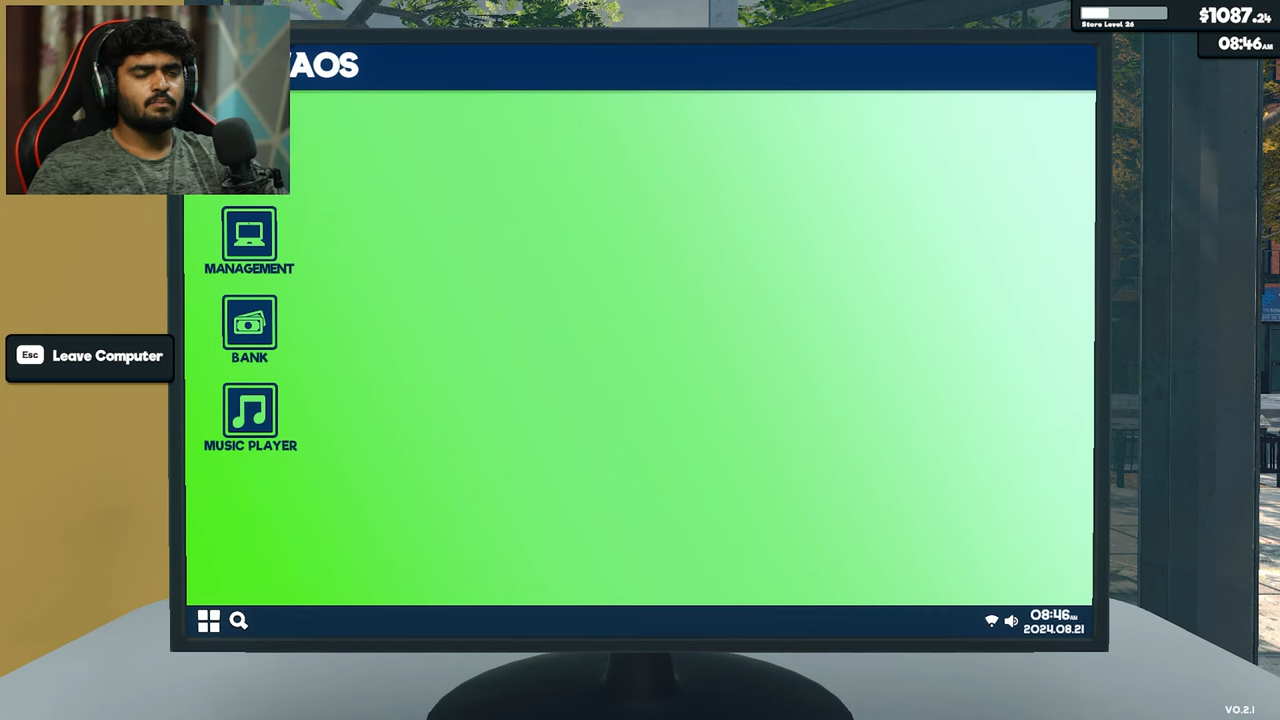 AOS
$1087.24
Store Level 26
08:46AM
MANAGEMENT
BANK
Esc Leave Computer
MUSIC PLAYER
08:46AM
2024.08.21
V0.2.1